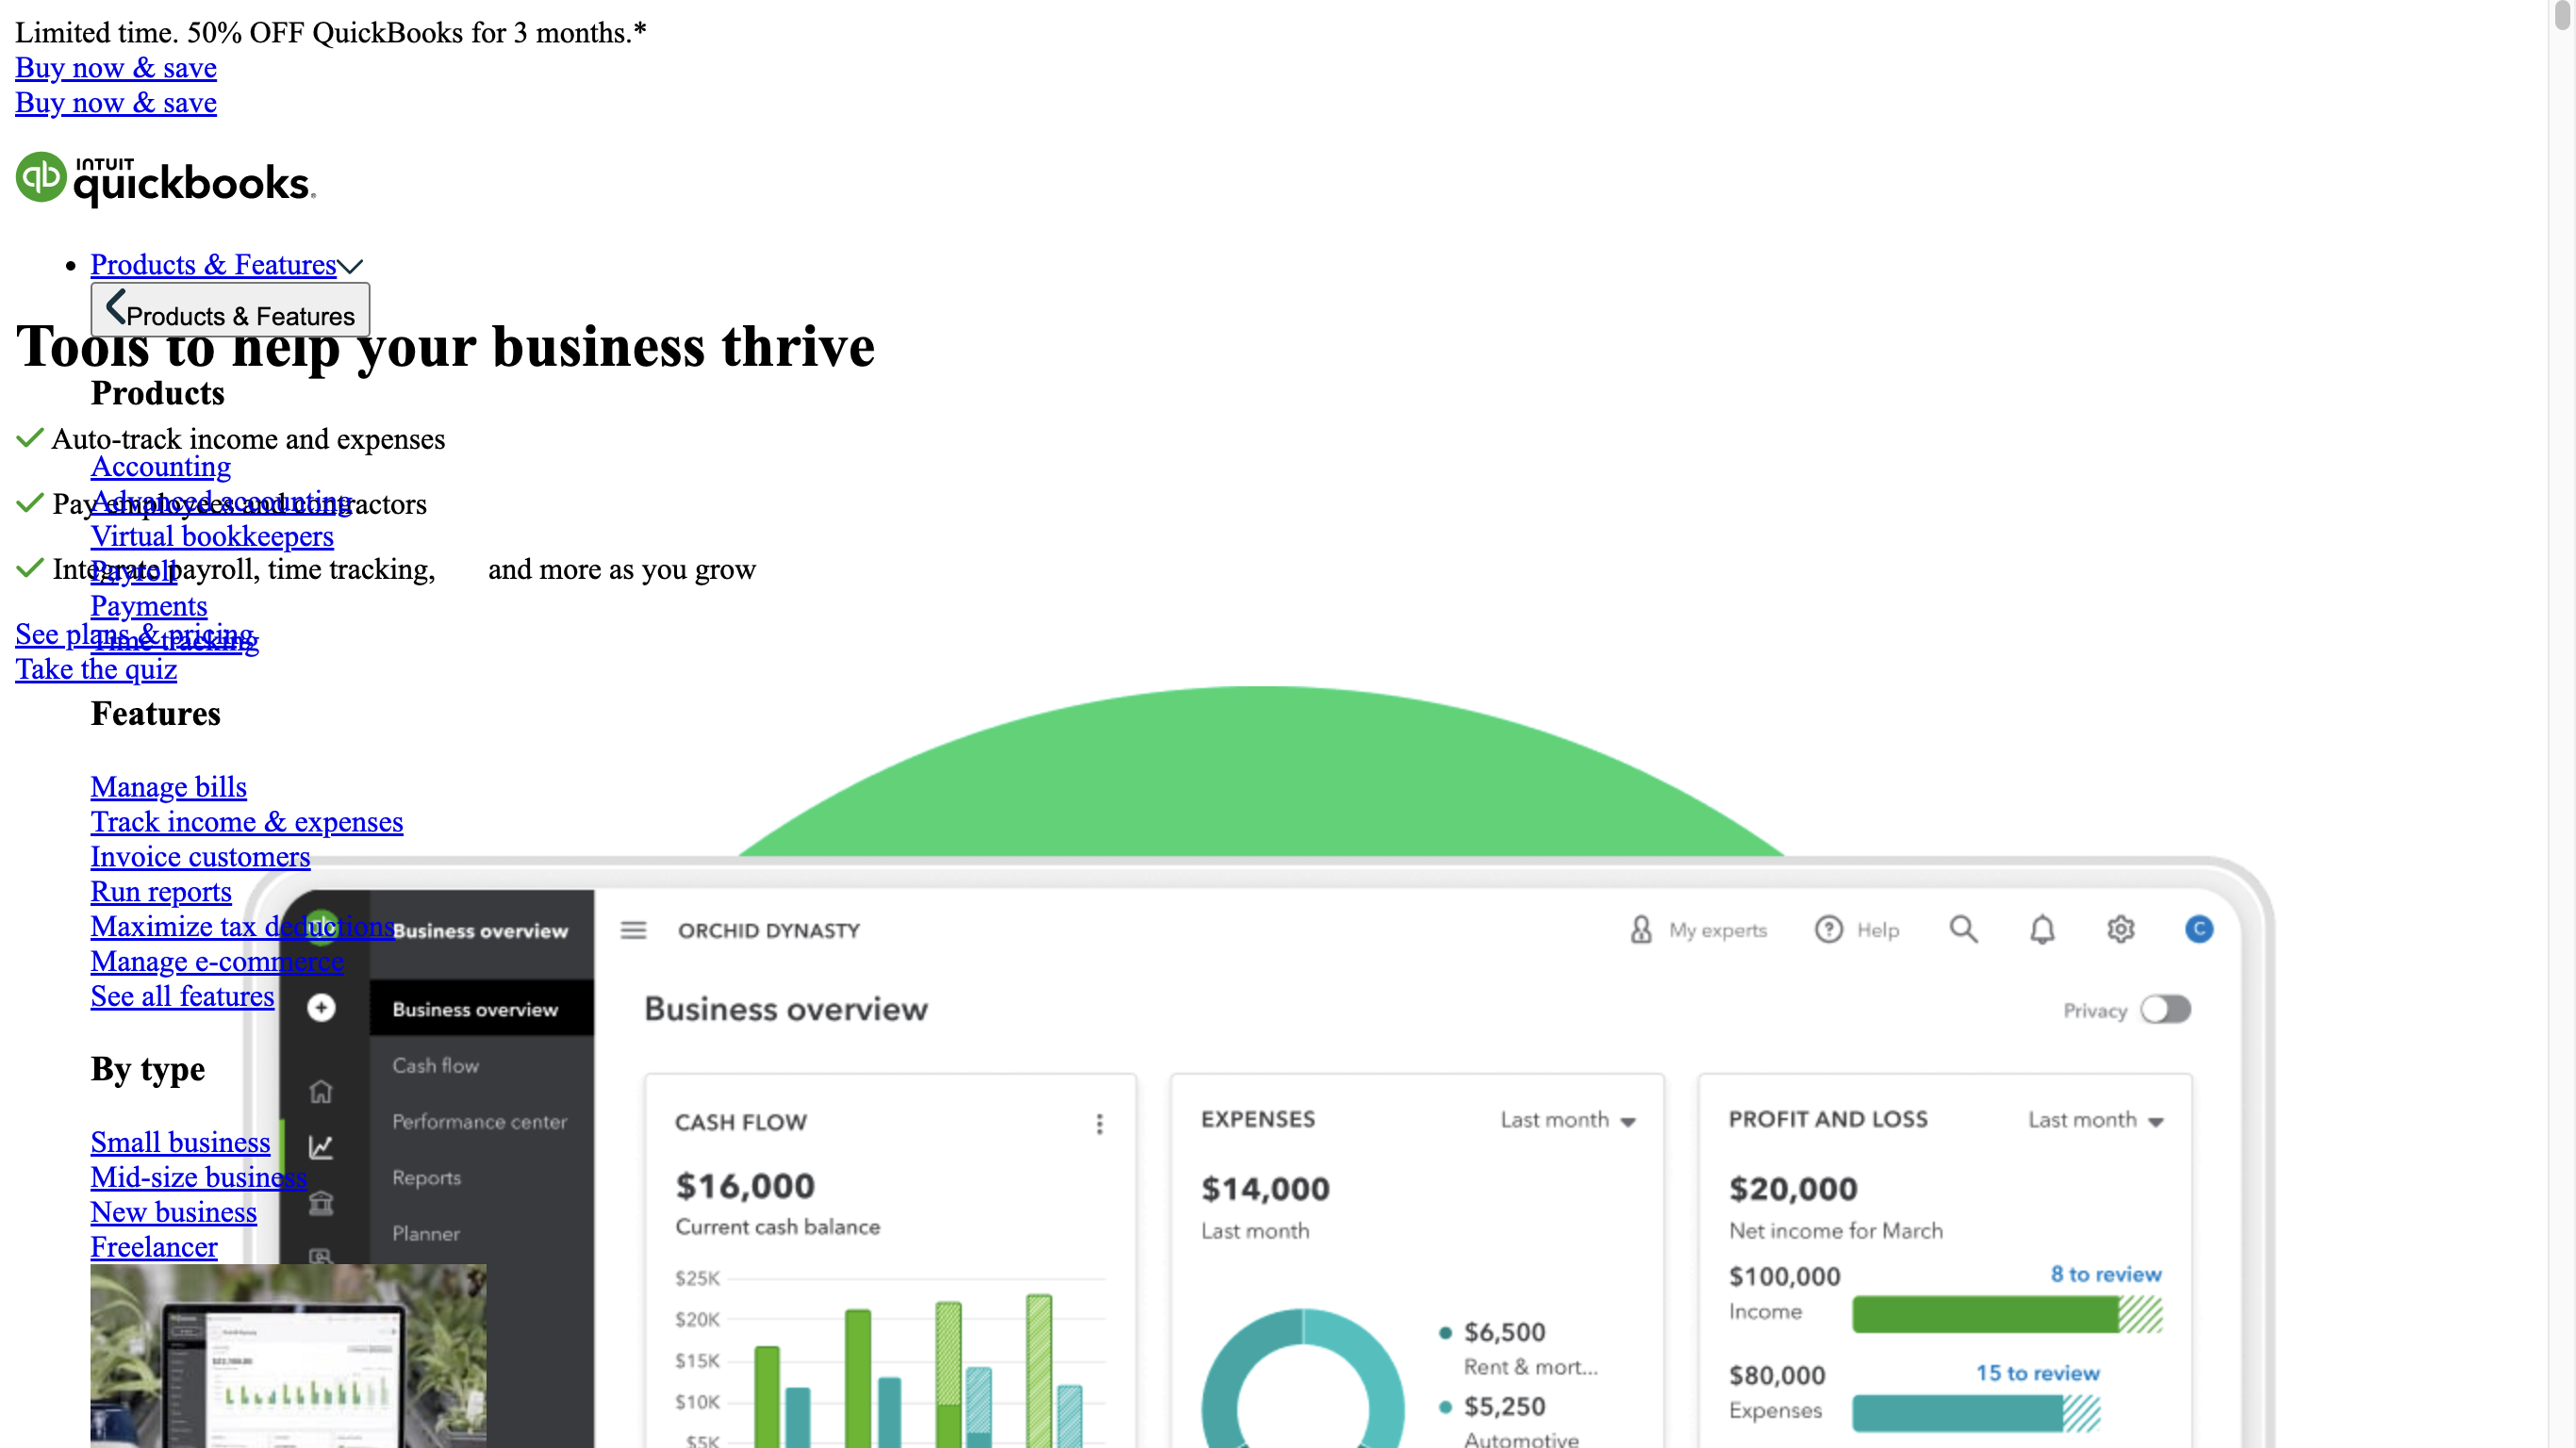 Limited time. 50% OFF QuickBooks for 3 months.*
Buy now & save
Buy now & save
INTUIT
quickbooks.
Products & Features
Products & Features
Tools to help your business thrive
Products
Auto-track income and expenses
Accounting
Advanced accounting
Pay employees and contractors
Virtual bookkeepers
Integrate payroll, time tracking, and more as you grow
Payroll
Payments
See plans & pricing
Time tracking
Take the quiz
Features
Manage bills
Track income & expenses
Invoice customers
Run reports
Maximize tax deductions
Manage e-commerce
See all features
By type
Small business
Mid-size business
New business
Freelancer
qb
Business overview
Business overview
Cash flow
Performance center
Reports
Planner
ORCHID DYNASTY
My experts
Help
C
Business overview
Privacy
CASH FLOW
$16,000
Current cash balance
$25K
$20K
$15K
$10K
$5K
EXPENSES
Last month
$14,000
Last month
$6,500
Rent & mort...
$5,250
Automotive
PROFIT AND LOSS
Last month
$20,000
Net income for March
$100,000
Income
8 to review
$80,000
Expenses
15 to review